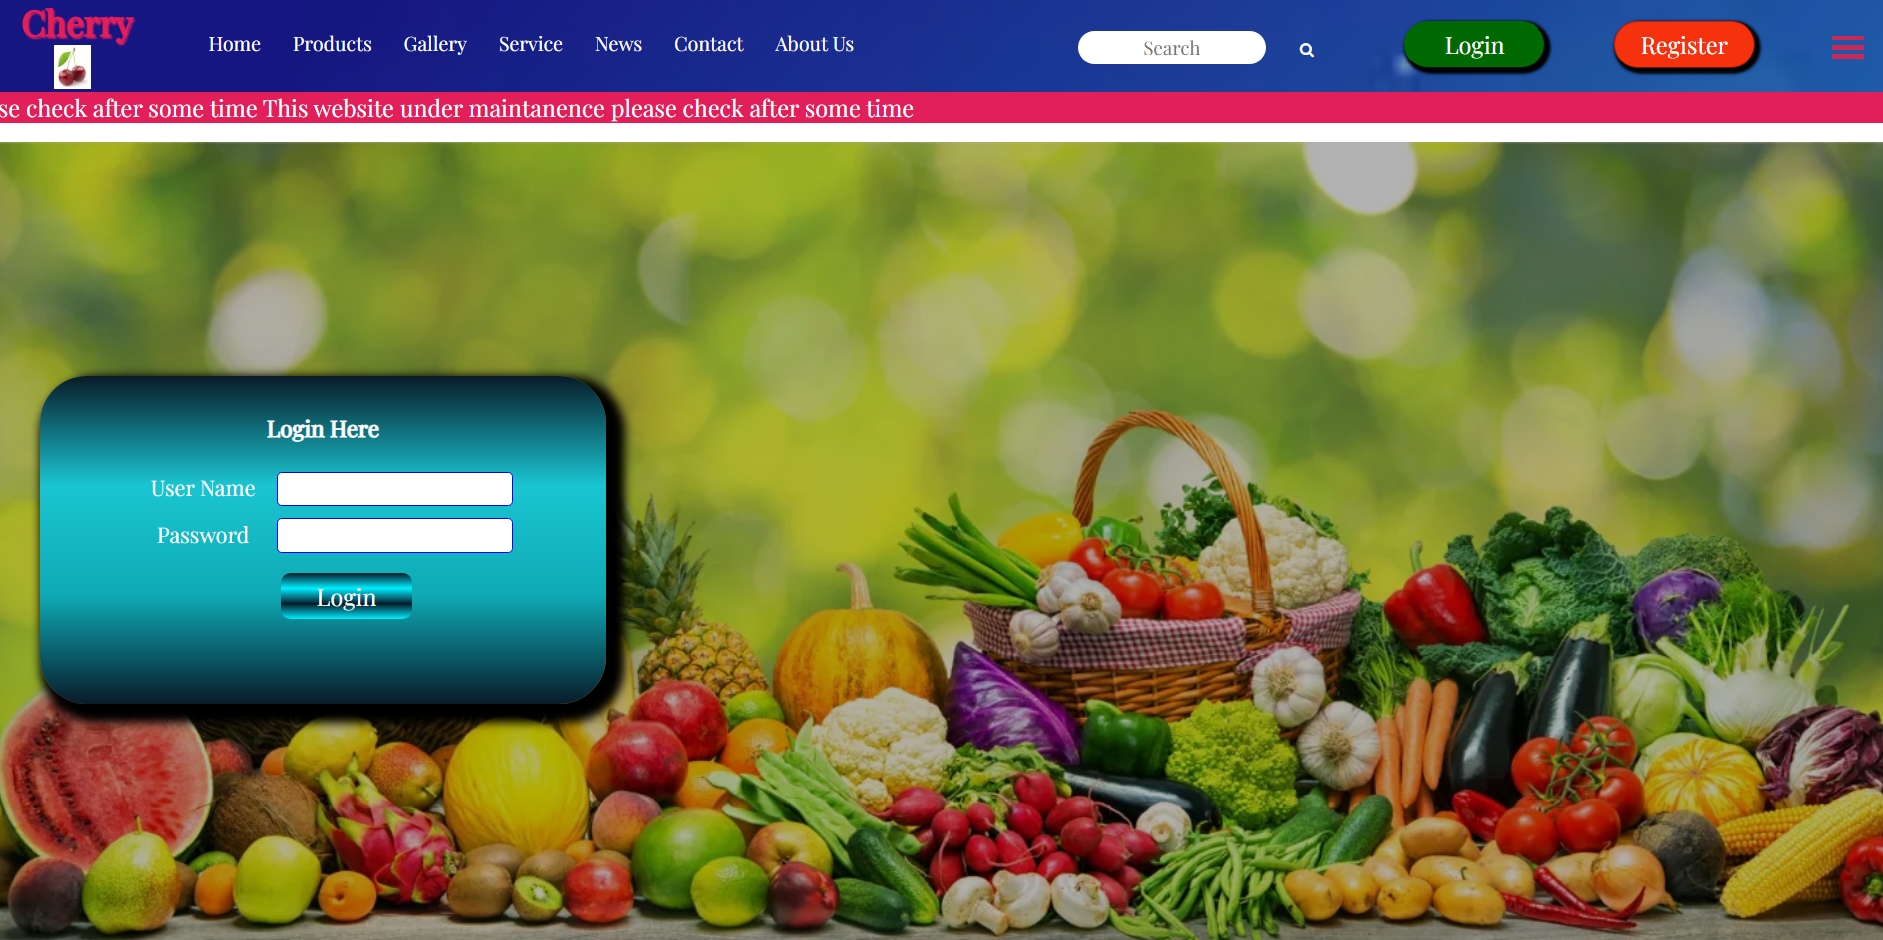 Cherry
Home Products Gallery Service News Contact About Us
Search
Login
Register
se check after some time This website under maintanence please check after some time
Login Here
User Name
Password
Login